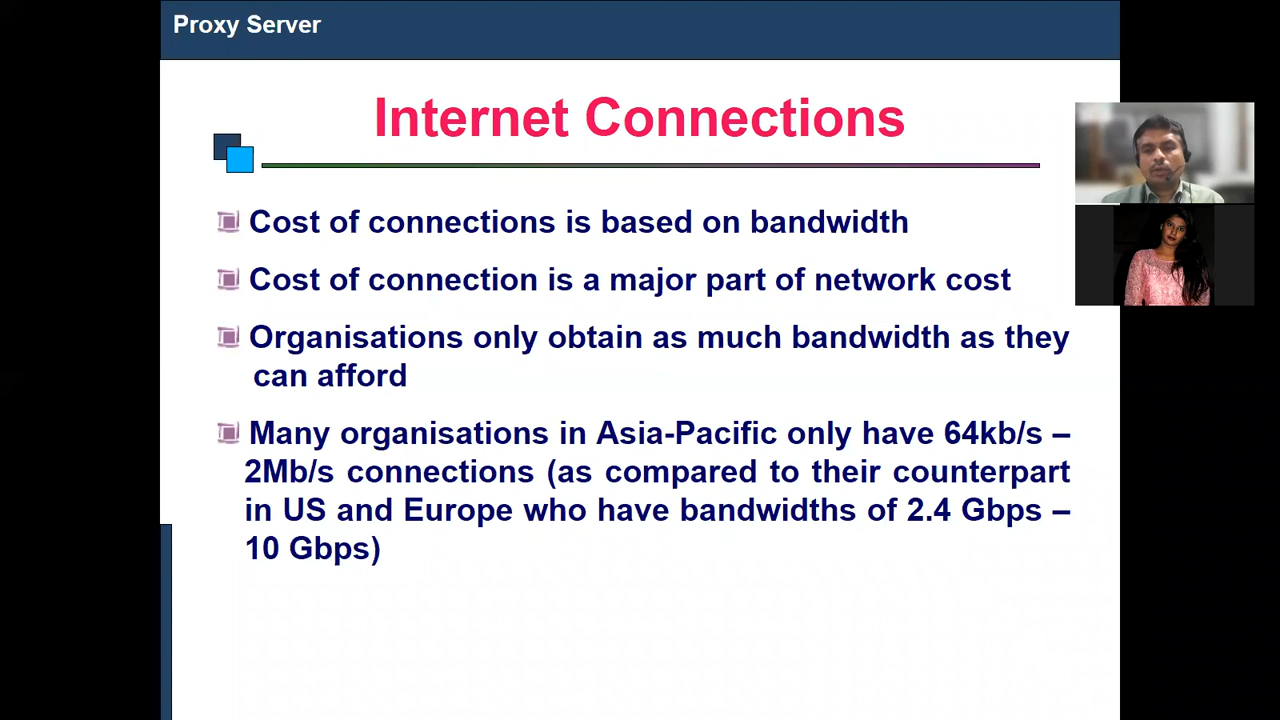 Proxy Server
Internet Connections
Cost of connections is based on bandwidth
Cost of connection is a major part of network cost
Organisations only obtain as much bandwidth as they
can afford
Many organisations in Asia-Pacific only have 64kb/s –
2Mb/s connections (as compared to their counterpart
in US and Europe who have bandwidths of 2.4 Gbps –
10 Gbps)